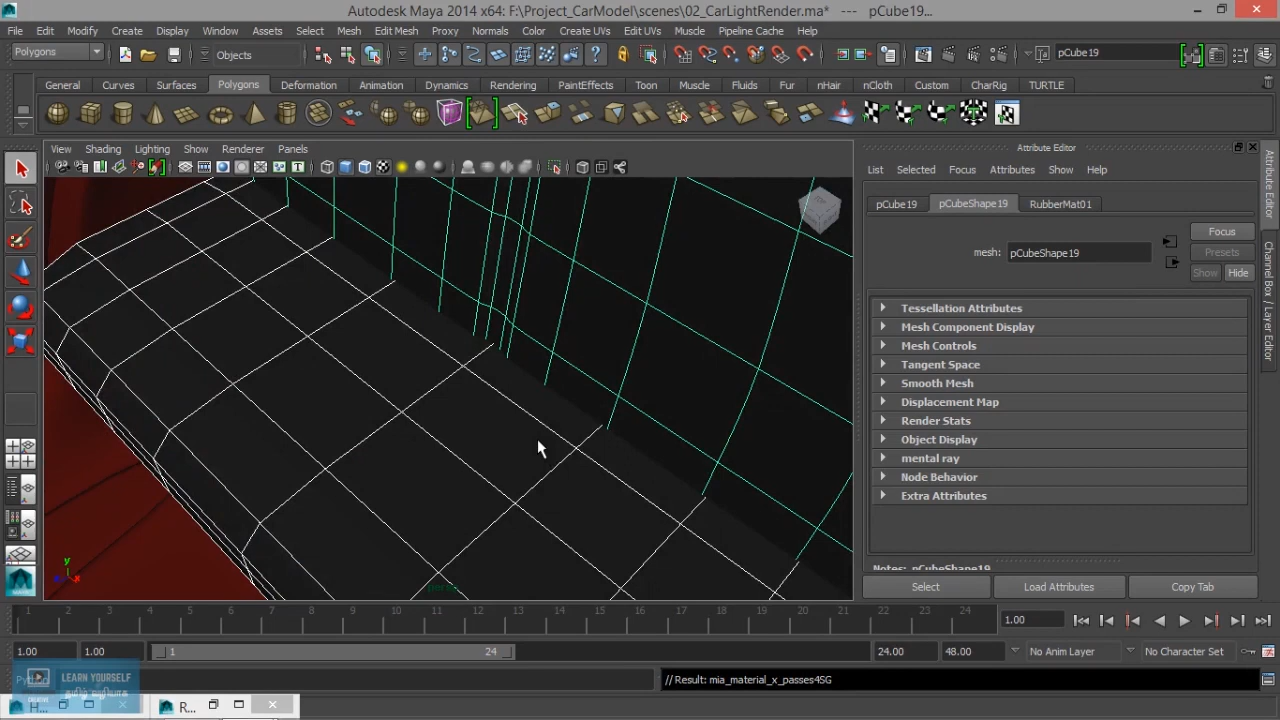 Autodesk Maya 2014 x64: F:\Project_CarModel\scenes\02_CarLightRender.ma* --- pCube19...
File Edit Modify Create Display Window Assets Select Mesh Edit Mesh Proxy Normals Color Create UVs Edit UVs Muscle Pipeline Cache Help
Polygons Objects pCube19
General Curves Surfaces Polygons Deformation Animation Dynamics Rendering PaintEffects Toon Muscle Fluids Fur nHair nCloth Custom CharRig TURTLE
View Shading Lighting Show Renderer Panels
Attribute Editor
List Selected Focus Attributes Show Help
pCube19 pCubeShape19 RubberMat01
Focus
mesh: pCubeShape19 Presets
Show Hide
Tessellation Attributes
Mesh Component Display
Mesh Controls
Tangent Space
Smooth Mesh
Displacement Map
Render Stats
Object Display
mental ray
Node Behavior
Extra Attributes
Notes: pCubeShape19
Select Load Attributes Copy Tab
Attribute Editor
Channel Box / Layer Editor
y
x
persp
1 2 3 4 5 6 7 8 9 10 11 12 13 14 15 16 17 18 19 20 21 22 23 24 1.00
1.00 1.00 1 24 24.00 48.00 No Anim Layer No Character Set
Python // Result: mia_material_x_passes4SG
LEARN YOURSELF
தமிழ் வழியாக
CREATIVE
H... R...